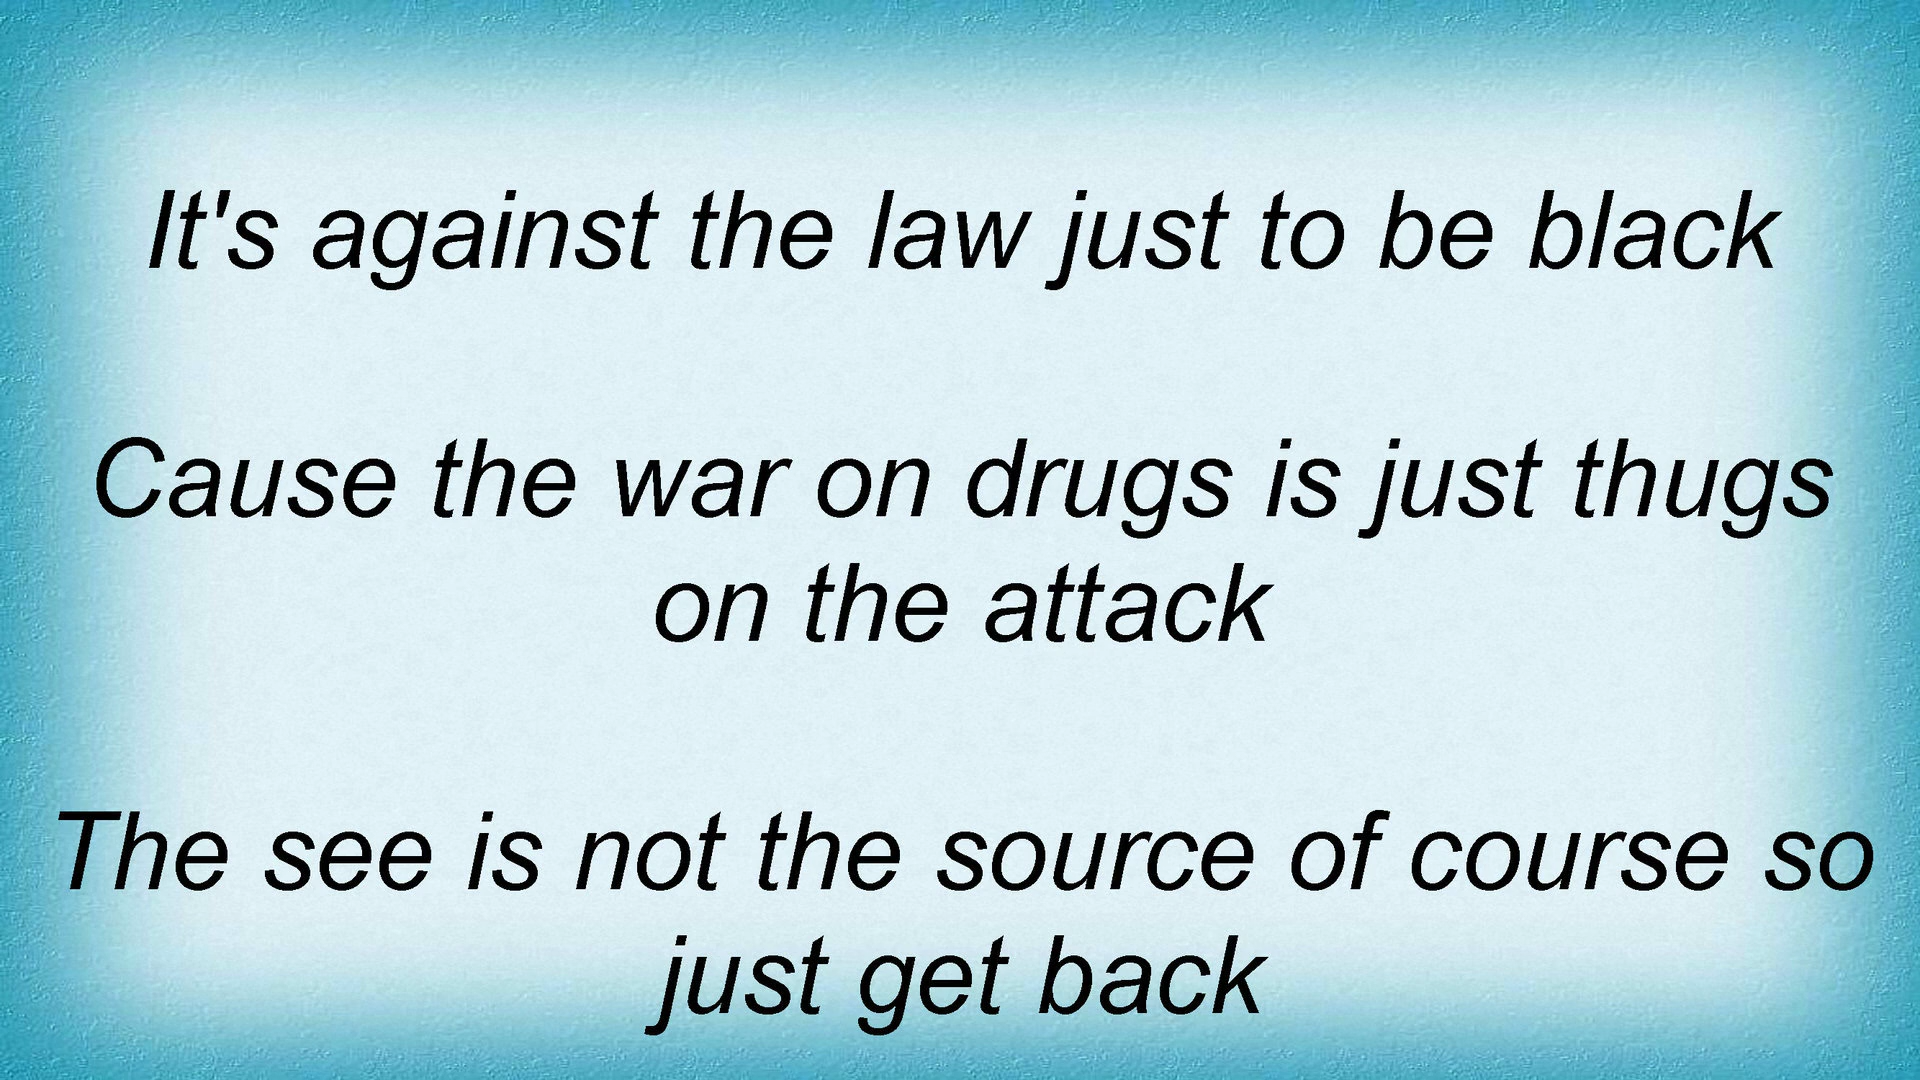 It's against the law just to be black
Cause the war on drugs is just thugs
on the attack
The see is not the source of course so
just get back